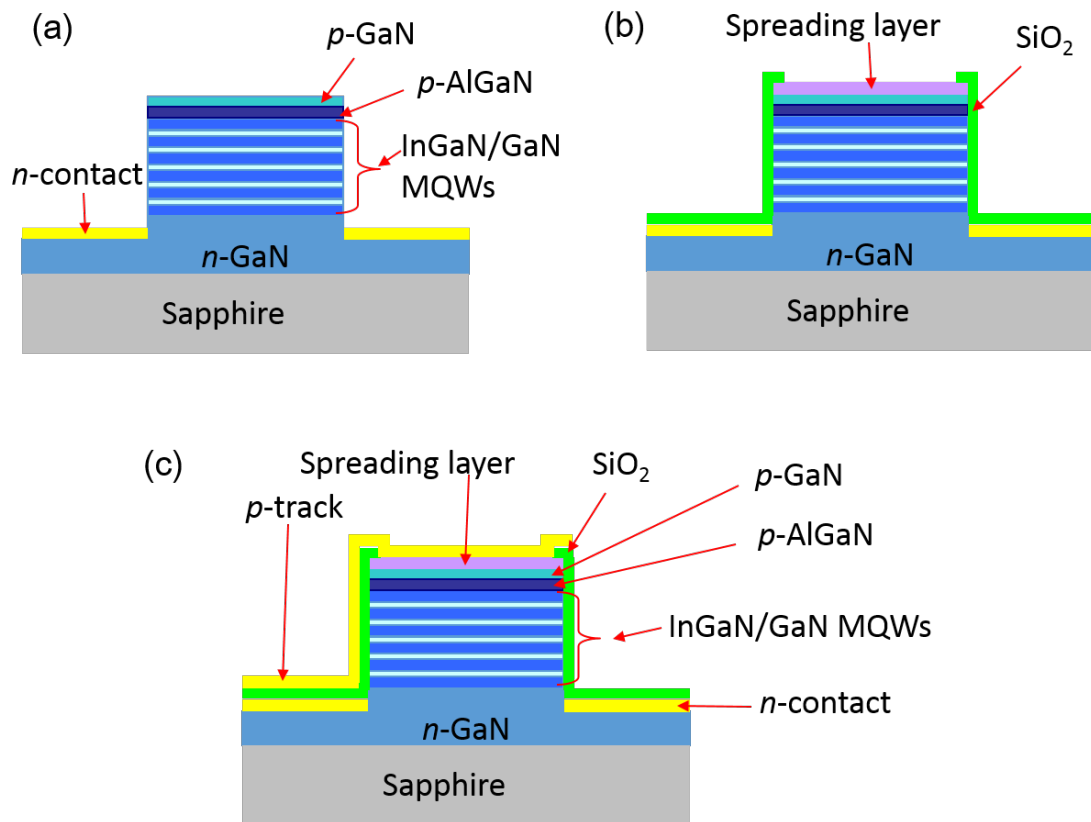 (a)
p-GaN
p-AlGaN
InGaN/GaN
MQWs
n-contact
n-GaN
Sapphire
(b)
Spreading layer
SiO₂
n-GaN
Sapphire
(c)
Spreading layer
SiO₂
p-GaN
p-track
p-AlGaN
InGaN/GaN MQWs
n-contact
n-GaN
Sapphire